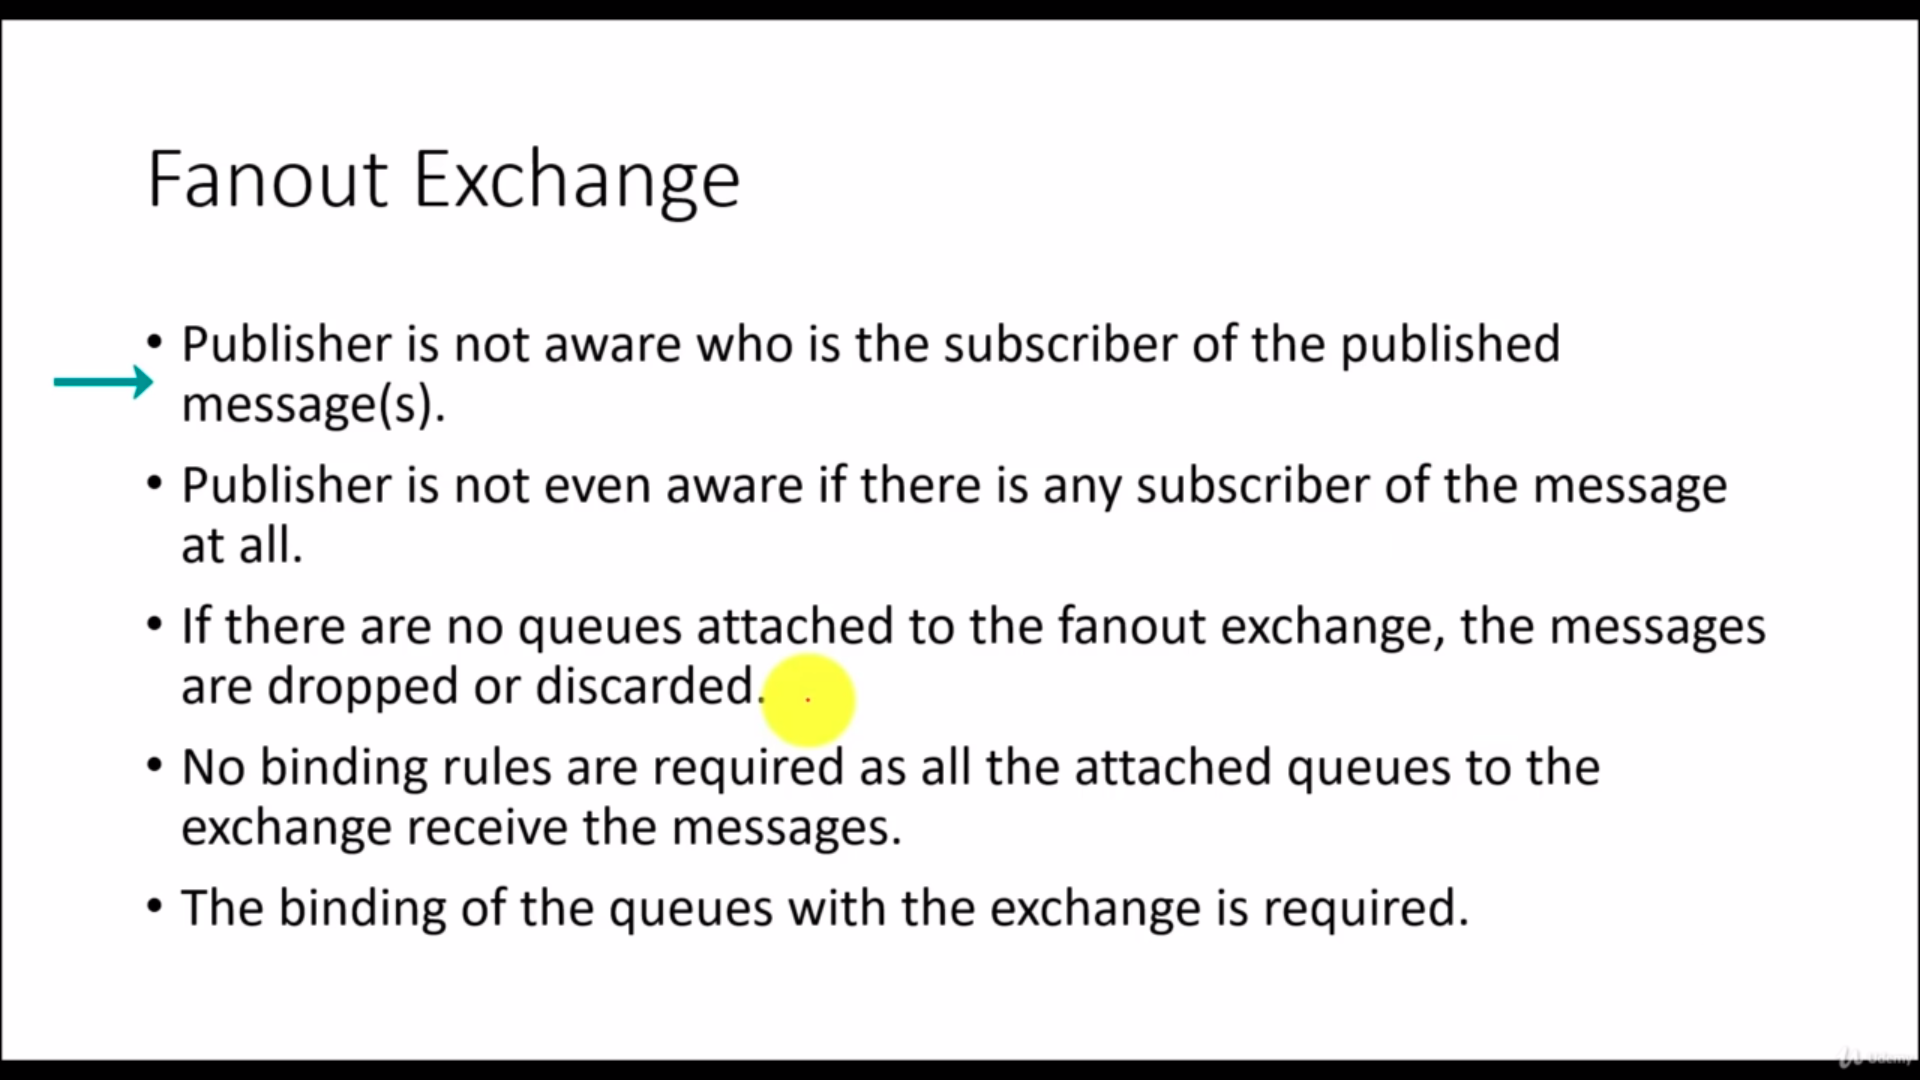 Fanout Exchange
• Publisher is not aware who is the subscriber of the published
message(s).
• Publisher is not even aware if there is any subscriber of the message
at all.
• If there are no queues attached to the fanout exchange, the messages
are dropped or discarded.
• No binding rules are required as all the attached queues to the
exchange receive the messages.
• The binding of the queues with the exchange is required.
Udemy